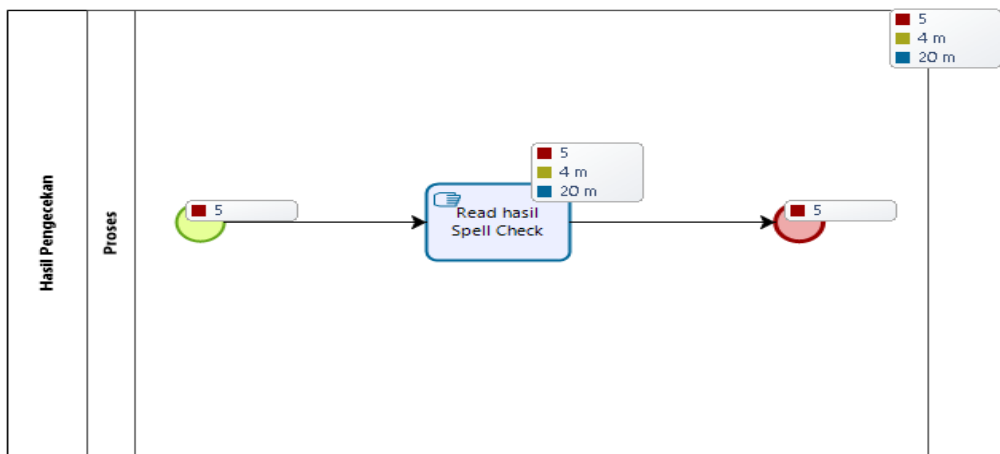 Hasil Pengecekan
Proses
5
4 m
20 m
5
5
4 m
20 m
Read hasil
Spell Check
5